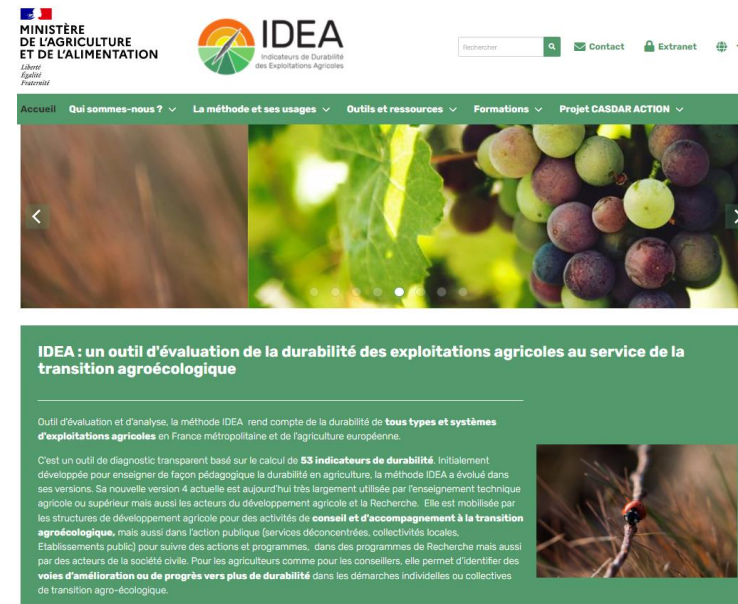 MINISTÈRE
DE L'AGRICULTURE
ET DE L'ALIMENTATION
Liberté
Égalité
Fraternité
IDEA
Indicateurs de Durabilité
des Exploitations Agricoles
Rechercher
Contact
Extranet
Accueil Qui sommes-nous ? La méthode et ses usages Outils et ressources Formations Projet CASDAR ACTION
IDEA : un outil d'évaluation de la durabilité des exploitations agricoles au service de la
transition agroécologique
Outil d'évaluation et d'analyse, la méthode IDEA rend compte de la durabilité de tous types et systèmes
d'exploitations agricoles en France métropolitaine et de l'agriculture européenne.
C'est un outil de diagnostic transparent basé sur le calcul de 53 indicateurs de durabilité. Initialement
développée pour enseigner de façon pédagogique la durabilité en agriculture, la méthode IDEA a évolué dans
ses versions. Sa nouvelle version 4 actuelle est aujourd'hui très largement utilisée par l'enseignement technique
agricole ou supérieur mais aussi les acteurs du développement agricole et la Recherche. Elle est mobilisée par
les structures de développement agricole pour des activités de conseil et d'accompagnement à la transition
agroécologique, mais aussi dans l'action publique (services déconcentrées, collectivités locales,
Etablissements public) pour suivre des actions et programmes, dans des programmes de Recherche mais aussi
par des acteurs de la société civile. Pour les agriculteurs comme pour les conseillers, elle permet d'identifier des
voies d'amélioration ou de progrès vers plus de durabilité dans les démarches individelles ou collectives
de transition agro-écologique.